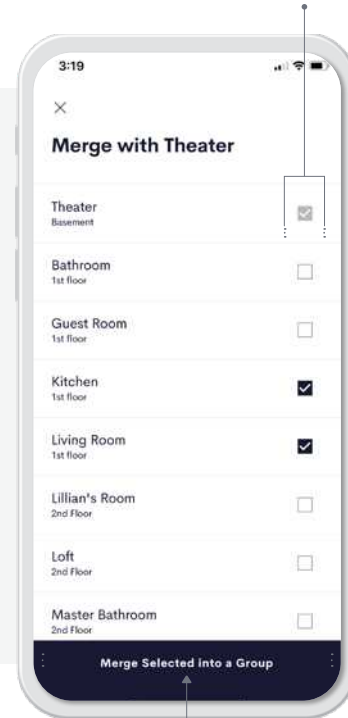 3:19
Merge with Theater
Theater
Basement
Bathroom
1st floor
Guest Room
1st floor
Kitchen
1st floor
Living Room
1st floor
Lillian's Room
2nd Floor
Loft
2nd Floor
Master Bathroom
2nd Floor
Merge Selected into a Group